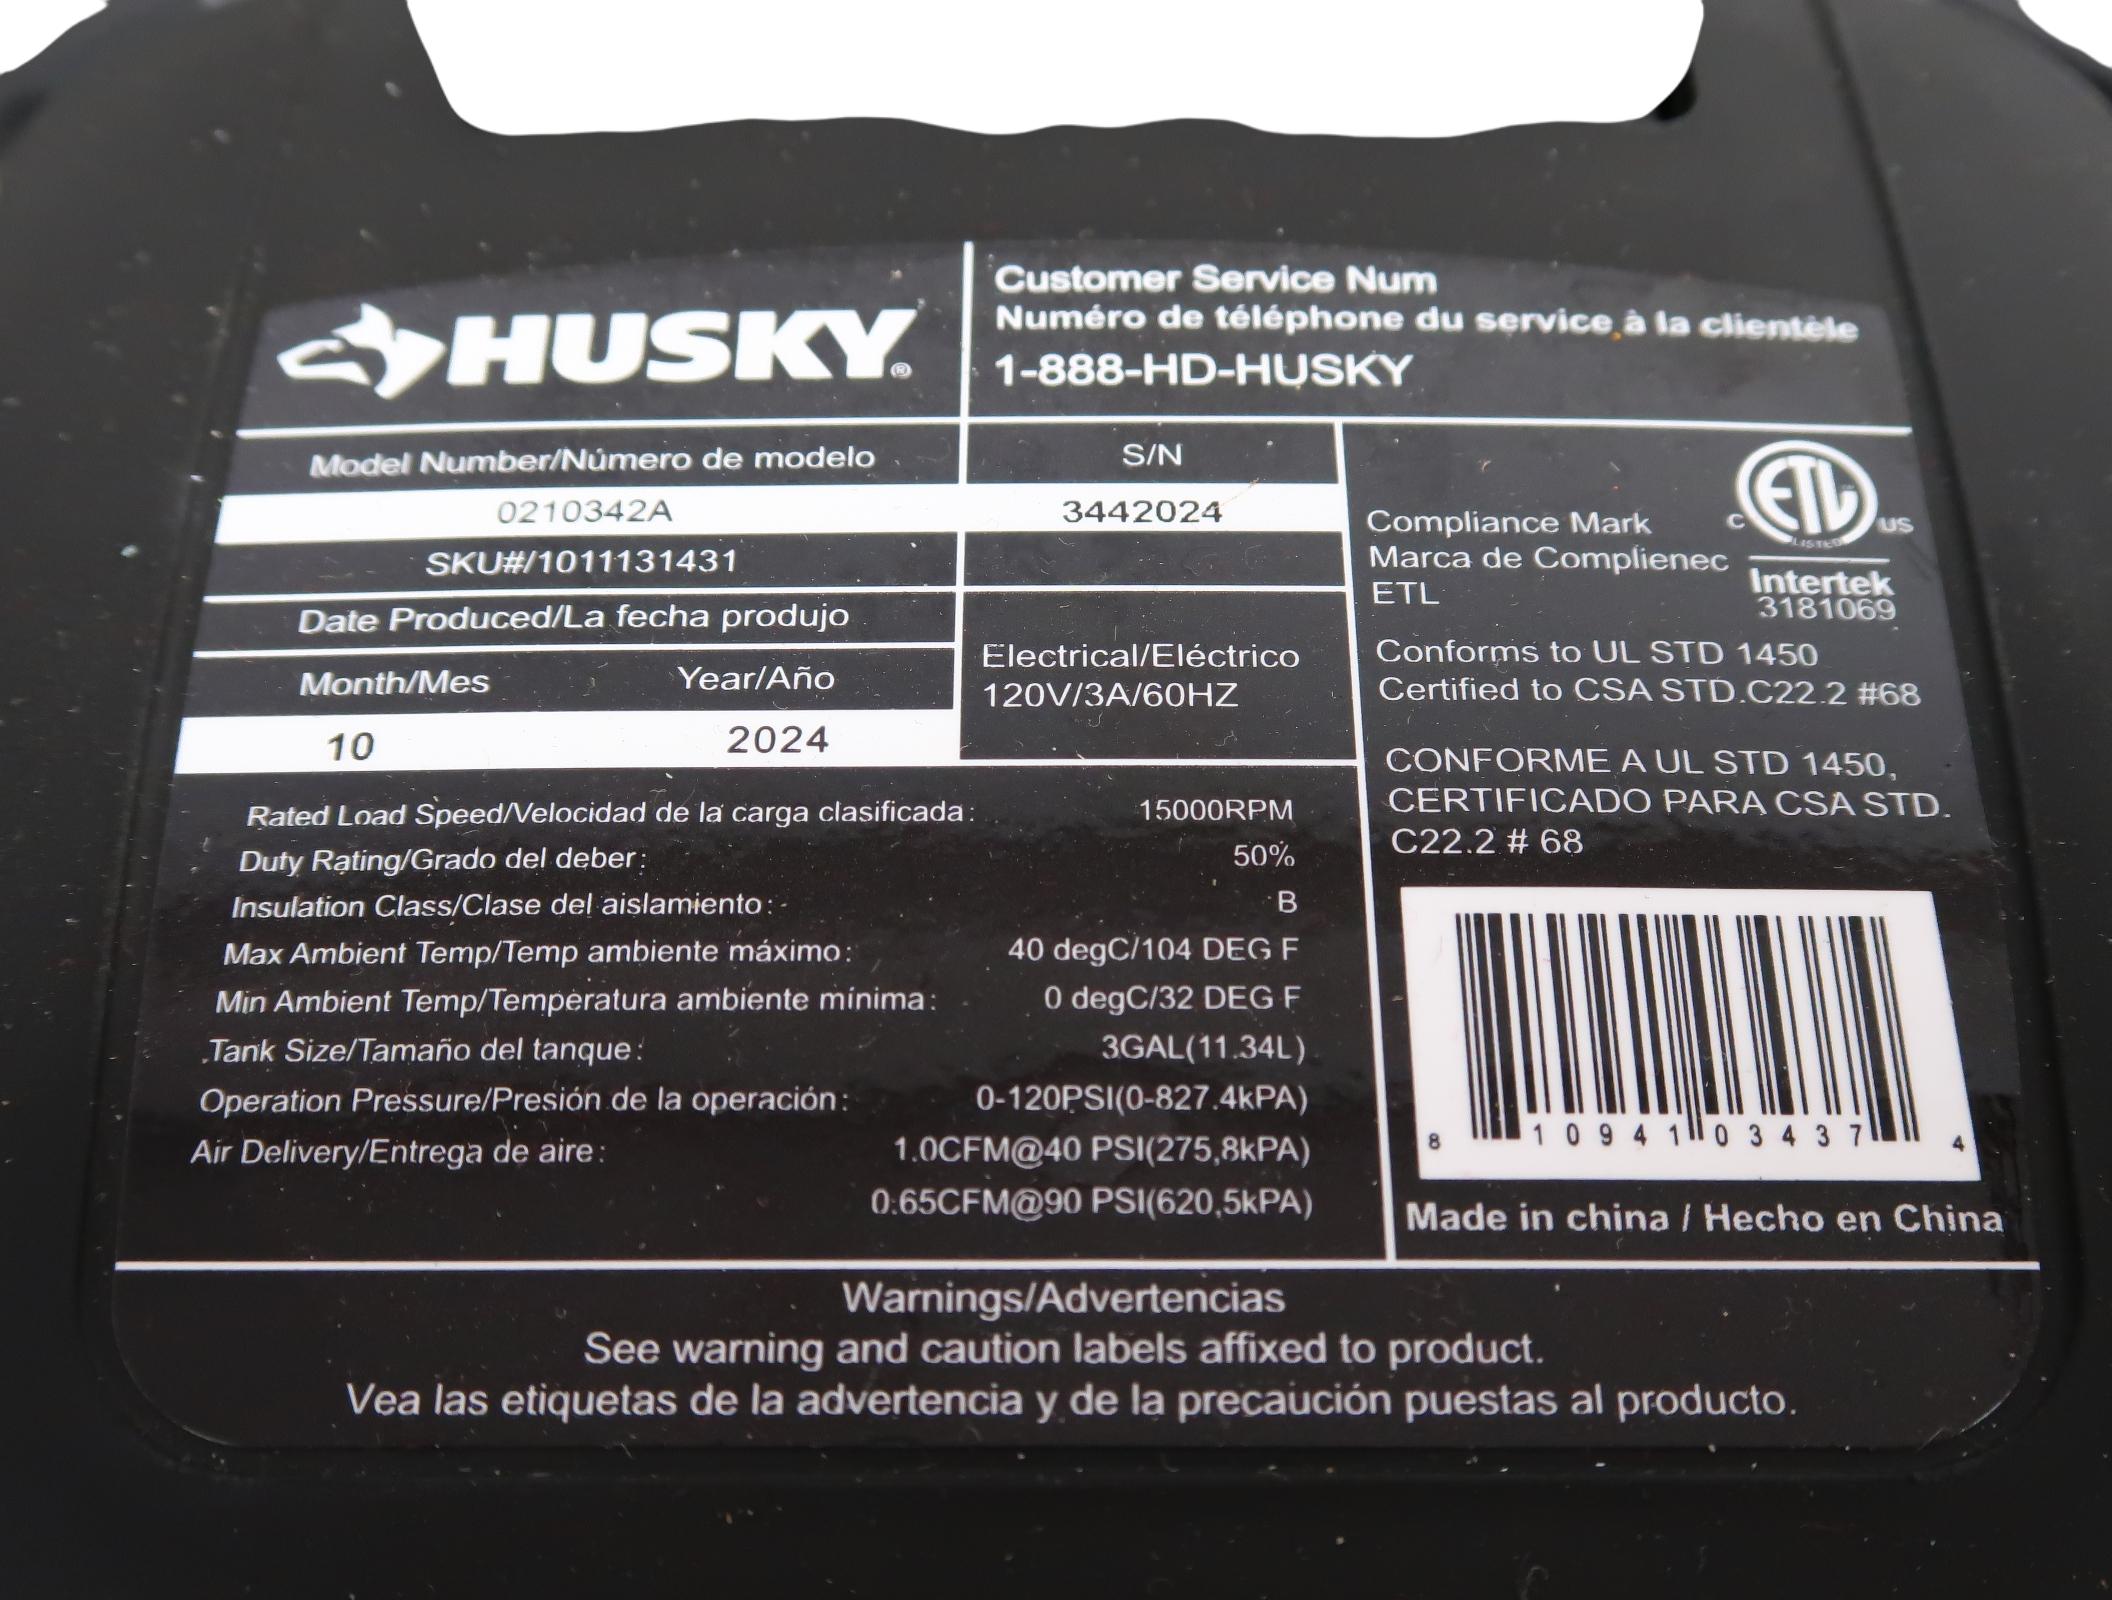 HUSKY®
Customer Service Num
Numéro de téléphone du service à la clientèle
1-888-HD-HUSKY
Model Number/Número de modelo
0210342A
SKU#/1011131431
S/N
3442024
Date Produced/La fecha produjo
Month/Mes Year/Año
10 2024
Electrical/Eléctrico
120V/3A/60HZ
Compliance Mark
Marca de Complienec
ETL
C ETL US
LISTED
Intertek
3181069
Conforms to UL STD 1450
Certified to CSA STD.C22.2 #68
CONFORME A UL STD 1450,
CERTIFICADO PARA CSA STD.
C22.2 # 68
Rated Load Speed/Velocidad de la carga clasificada: 15000RPM
Duty Rating/Grado del deber: 50%
Insulation Class/Clase del aislamiento: B
Max Ambient Temp/Temp ambiente máximo: 40 degC/104 DEG F
Min Ambient Temp/Temperatura ambiente mínima: 0 degC/32 DEG F
Tank Size/Tamaño del tanque: 3GAL(11.34L)
Operation Pressure/Presión de la operación: 0-120PSI(0-827.4kPA)
Air Delivery/Entrega de aire: 1.0CFM@40 PSI(275,8kPA)
0.65CFM@90 PSI(620,5kPA)
8 10941 03437 4
Made in china / Hecho en China
Warnings/Advertencias
See warning and caution labels affixed to product.
Vea las etiquetas de la advertencia y de la precaución puestas al producto.